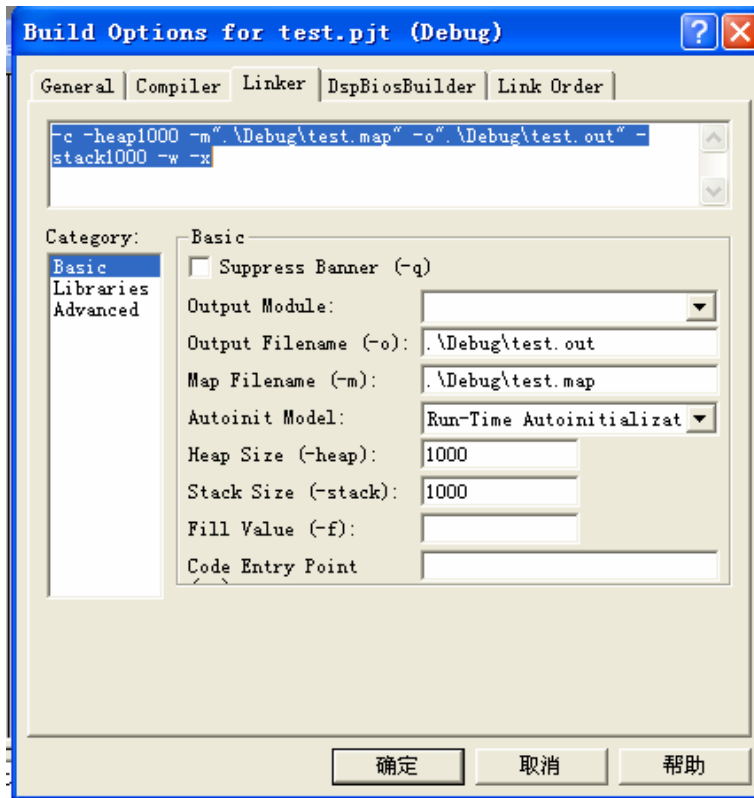 Build Options for test.pjt (Debug)
General Compiler Linker DspBiosBuilder Link Order
-c -heap1000 -m".\Debug\test.map" -o".\Debug\test.out" -
stack1000 -w -x
Category:
Basic
Libraries
Advanced
Basic
Suppress Banner (-q)
Output Module:
Output Filename (-o): .\Debug\test.out
Map Filename (-m): .\Debug\test.map
Autoinit Model: Run-Time Autoinitializat
Heap Size (-heap): 1000
Stack Size (-stack): 1000
Fill Value (-f):
Code Entry Point
确定 取消 帮助